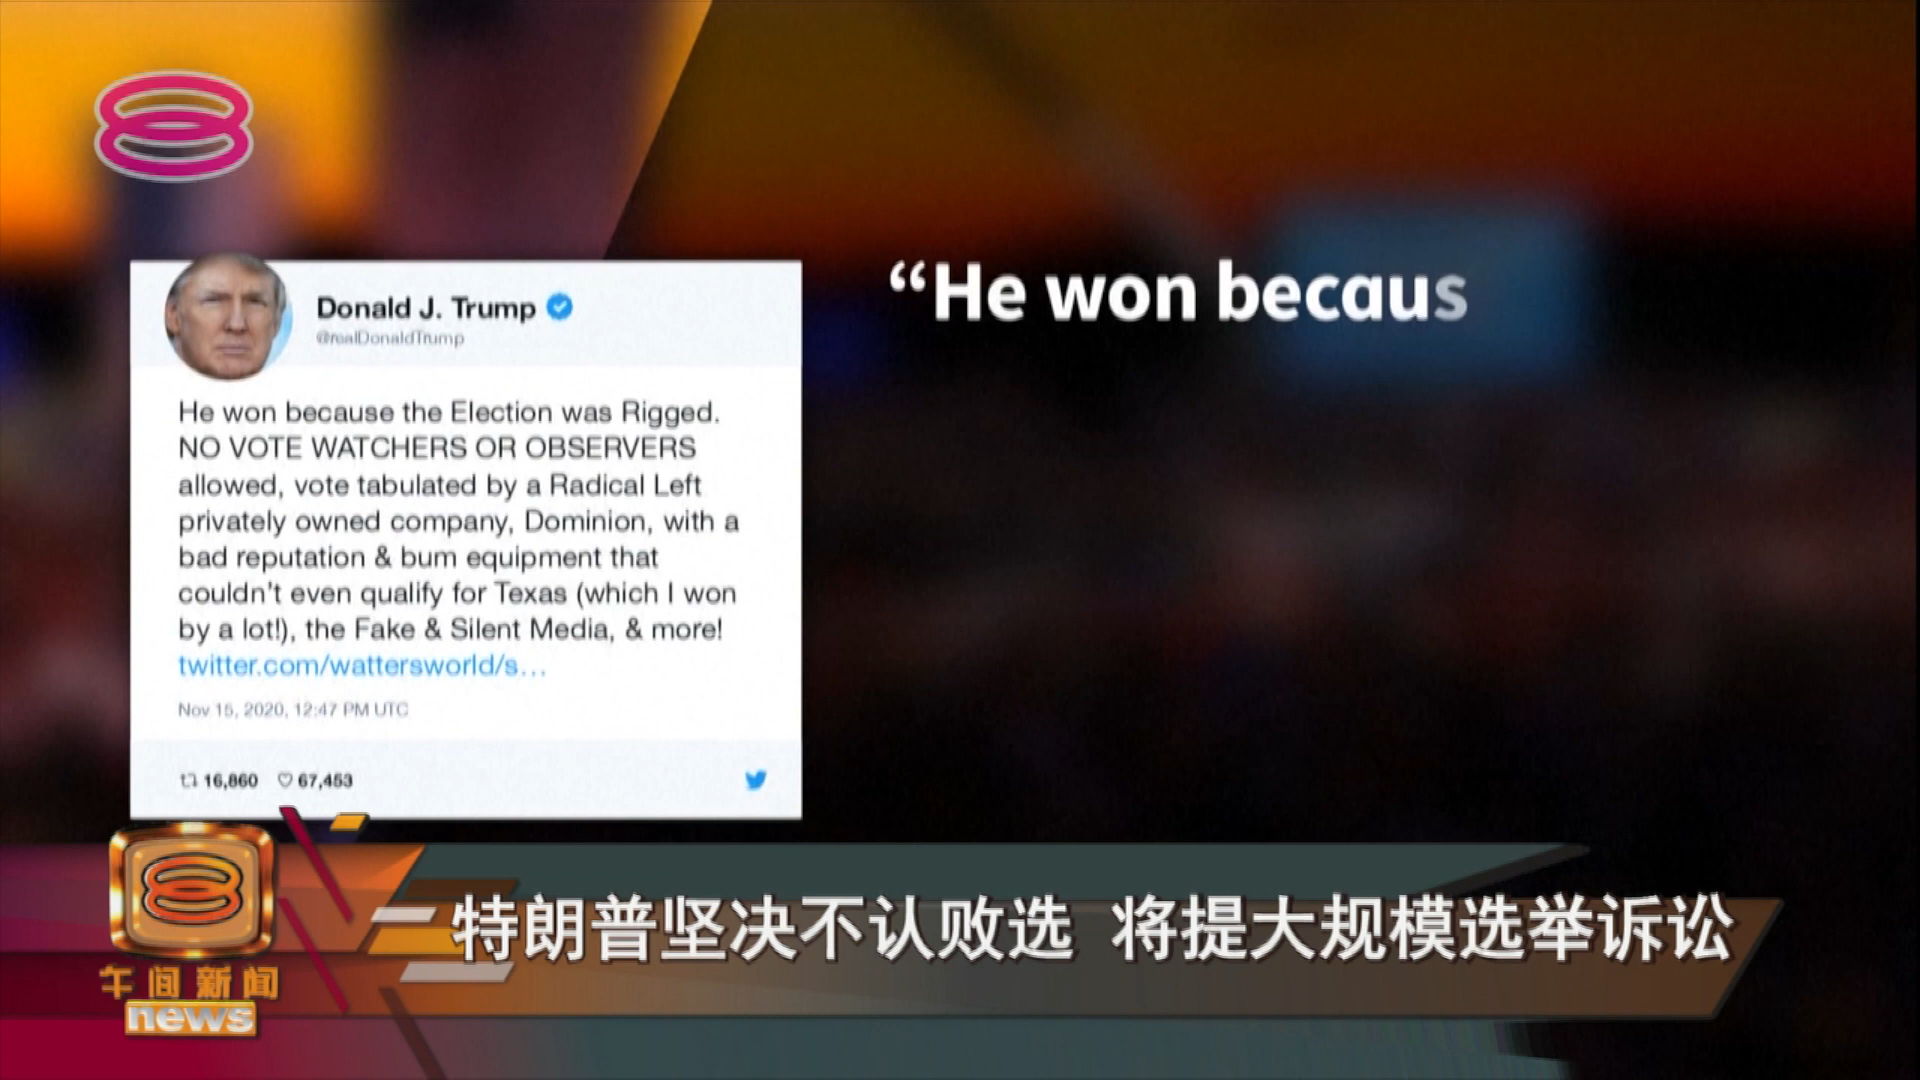 Donald J. Trump
@realDonaldTrump
He won because the Election was Rigged.
NO VOTE WATCHERS OR OBSERVERS
allowed, vote tabulated by a Radical Left
privately owned company, Dominion, with a
bad reputation & bum equipment that
couldn't even qualify for Texas (which I won
by a lot!), the Fake & Silent Media, & more!
twitter.com/wattersworld/s...
Nov 15, 2020, 12:47 PM UTC
16,860 67,453
“He won becaus
特朗普坚决不认败选 将提大规模选举诉讼
午间新闻
news